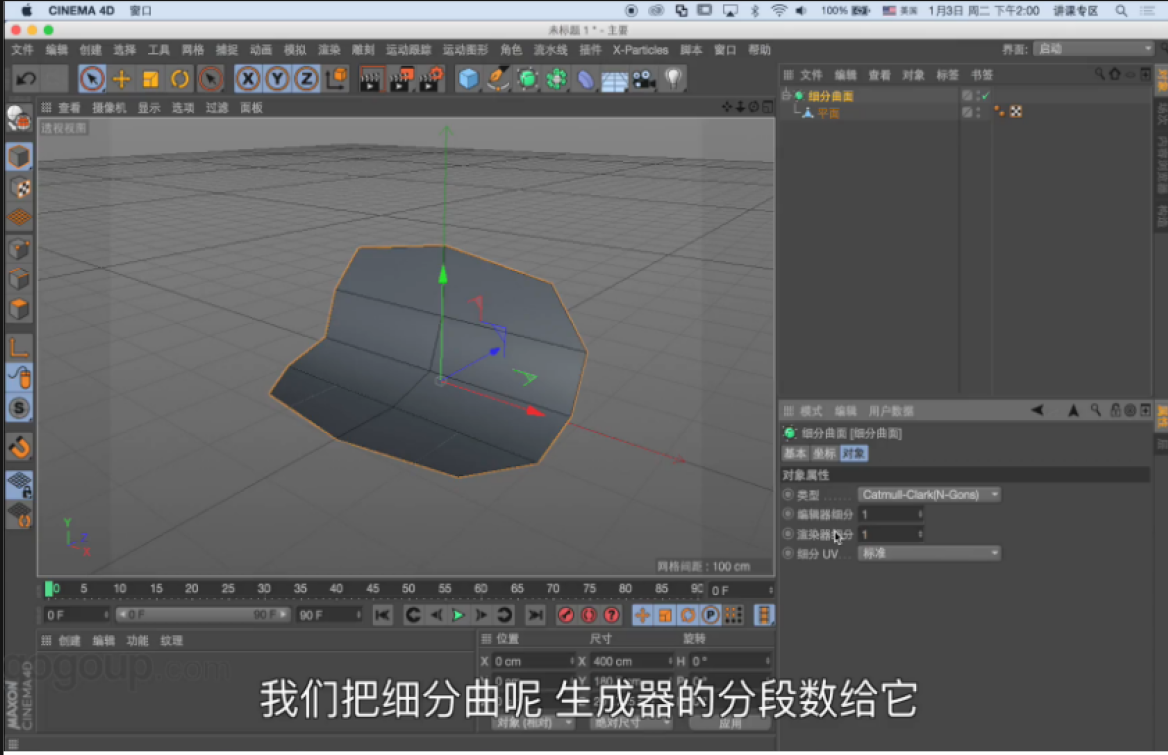 CINEMA 4D 窗口 100% 美国 1月3日 周二 下午2:00 讲课专区
未标题 1 * - 主要
文件 编辑 创建 选择 工具 网格 捕捉 动画 模拟 渲染 雕刻 运动跟踪 运动图形 角色 流水线 插件 X-Particles 脚本 窗口 帮助 界面: 启动
文件 编辑 查看 对象 标签 书签
查看 摄像机 显示 选项 过滤 面板
透视视图
细分曲面
平面
模式 编辑 用户数据
细分曲面 [细分曲面]
基本 坐标 对象
对象属性
类型 Catmull-Clark(N-Gons)
编辑器细分 1
渲染器细分 1
细分 UV 标准
Y
Z
X
网格间距 : 100 cm
0 5 10 15 20 25 30 35 40 45 50 55 60 65 70 75 80 85 90 0 F
0 F 0 F 90 F 90 F
创建 编辑 功能 纹理
位置 尺寸 旋转
X 0 cm X 400 cm H 0 °
对象 (相对) 绝对尺寸 应用
gogoup.com
MAXON
CINEMA 4D
我们把细分曲呢 生成器的分段数给它